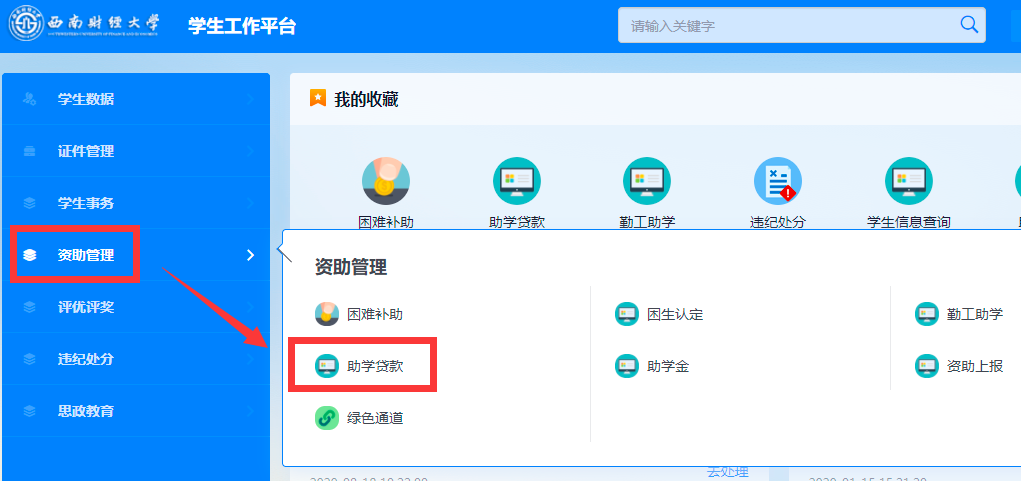 西南财经大学
学生工作平台
请输入关键字
学生数据
证件管理
学生事务
资助管理
评优评奖
违纪处分
思政教育
我的收藏
困难补助
助学贷款
勤工助学
违纪处分
学生信息查询
资助管理
困难补助
困生认定
勤工助学
助学贷款
助学金
资助上报
绿色通道
去处理